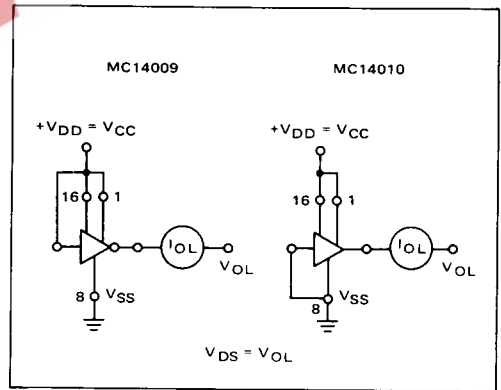 MC14009
MC14010
+VDD = VCC
+VDD = VCC
16 1
16 1
IOL
IOL
VOL
VOL
8 VSS
8 VSS
VDS = VOL